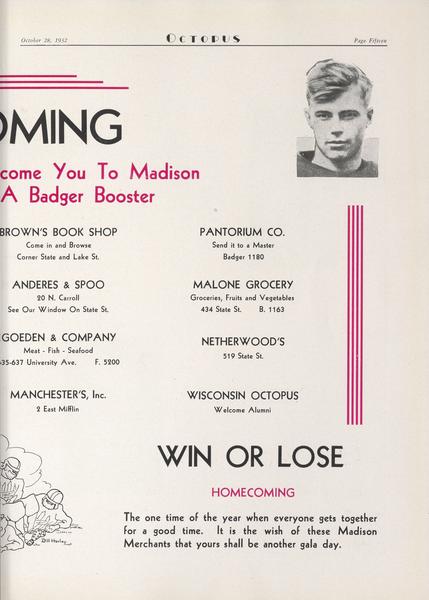 October 28, 1932
OCTOPUS
Page Fifteen
OMING
come You To Madison
A Badger Booster
BROWN'S BOOK SHOP
Come in and Browse
Corner State and Lake St.
PANTORIUM CO.
Send it to a Master
Badger 1180
ANDERES & SPOO
20 N. Carroll
See Our Window On State St.
MALONE GROCERY
Groceries, Fruits and Vegetables
434 State St. B. 1163
GOEDEN & COMPANY
Meat - Fish - Seafood
35-637 University Ave. F. 5200
NETHERWOOD'S
519 State St.
MANCHESTER'S, Inc.
2 East Mifflin
WISCONSIN OCTOPUS
Welcome Alumni
WIN OR LOSE
HOMECOMING
The one time of the year when everyone gets together
for a good time. It is the wish of these Madison
Merchants that yours shall be another gala day.